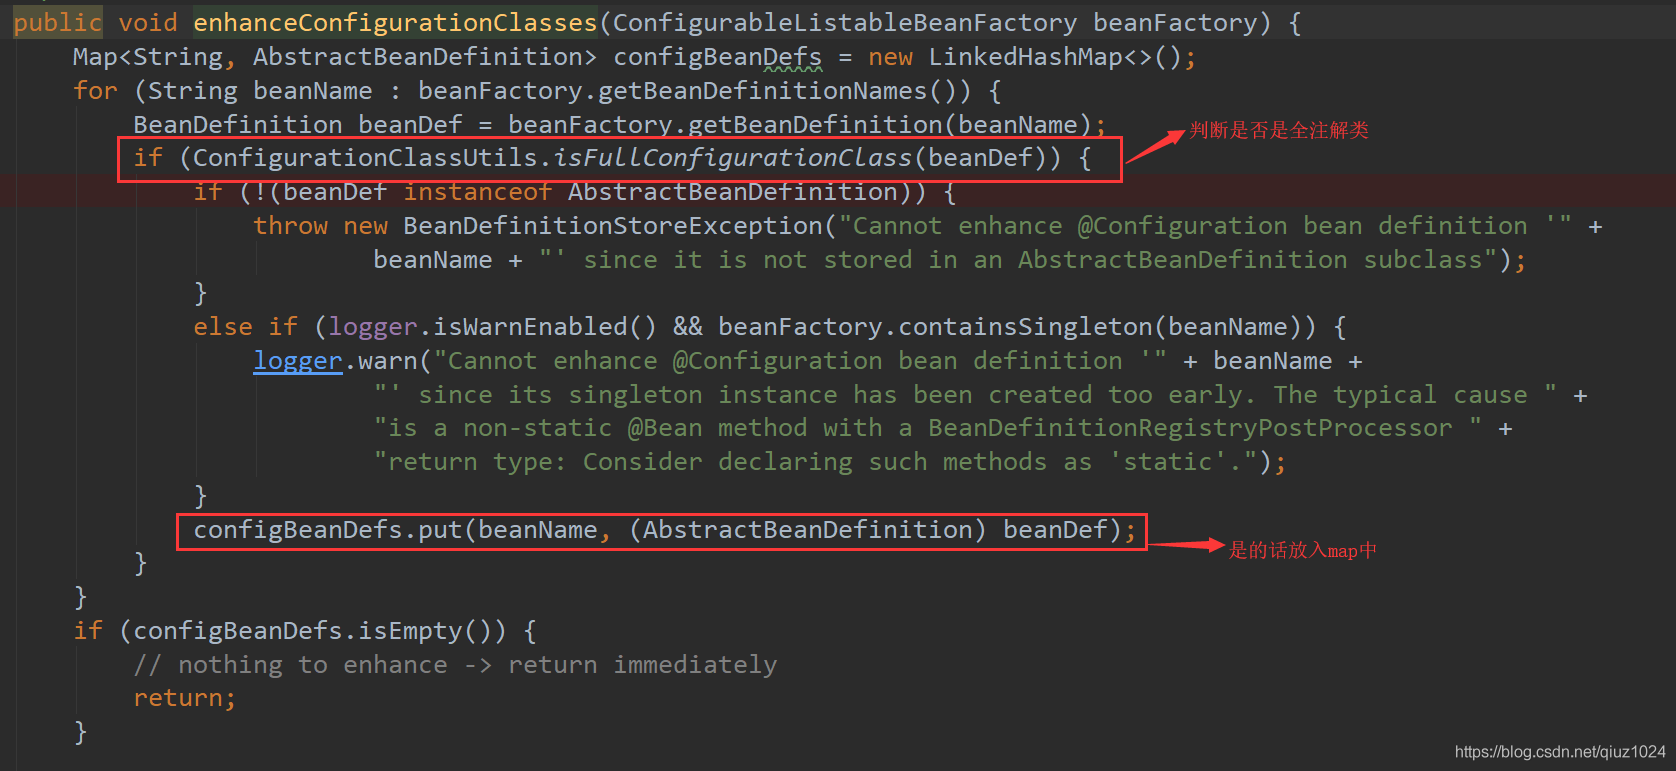 public void enhanceConfigurationClasses(ConfigurableListableBeanFactory beanFactory) {
Map<String, AbstractBeanDefinition> configBeanDefs = new LinkedHashMap<>();
for (String beanName : beanFactory.getBeanDefinitionNames()) {
BeanDefinition beanDef = beanFactory.getBeanDefinition(beanName);
判断是否是全注解类
if (ConfigurationClassUtils.isFullConfigurationClass(beanDef)) {
if (!(beanDef instanceof AbstractBeanDefinition)) {
throw new BeanDefinitionStoreException("Cannot enhance @Configuration bean definition '" +
beanName + "' since it is not stored in an AbstractBeanDefinition subclass");
}
else if (logger.isWarnEnabled() && beanFactory.containsSingleton(beanName)) {
logger.warn("Cannot enhance @Configuration bean definition '" + beanName +
"' since its singleton instance has been created too early. The typical cause " +
"is a non-static @Bean method with a BeanDefinitionRegistryPostProcessor " +
"return type: Consider declaring such methods as 'static'.");
}
configBeanDefs.put(beanName, (AbstractBeanDefinition) beanDef);
是的话放入map中
}
}
if (configBeanDefs.isEmpty()) {
// nothing to enhance -> return immediately
return;
}
https://blog.csdn.net/qiuz1024